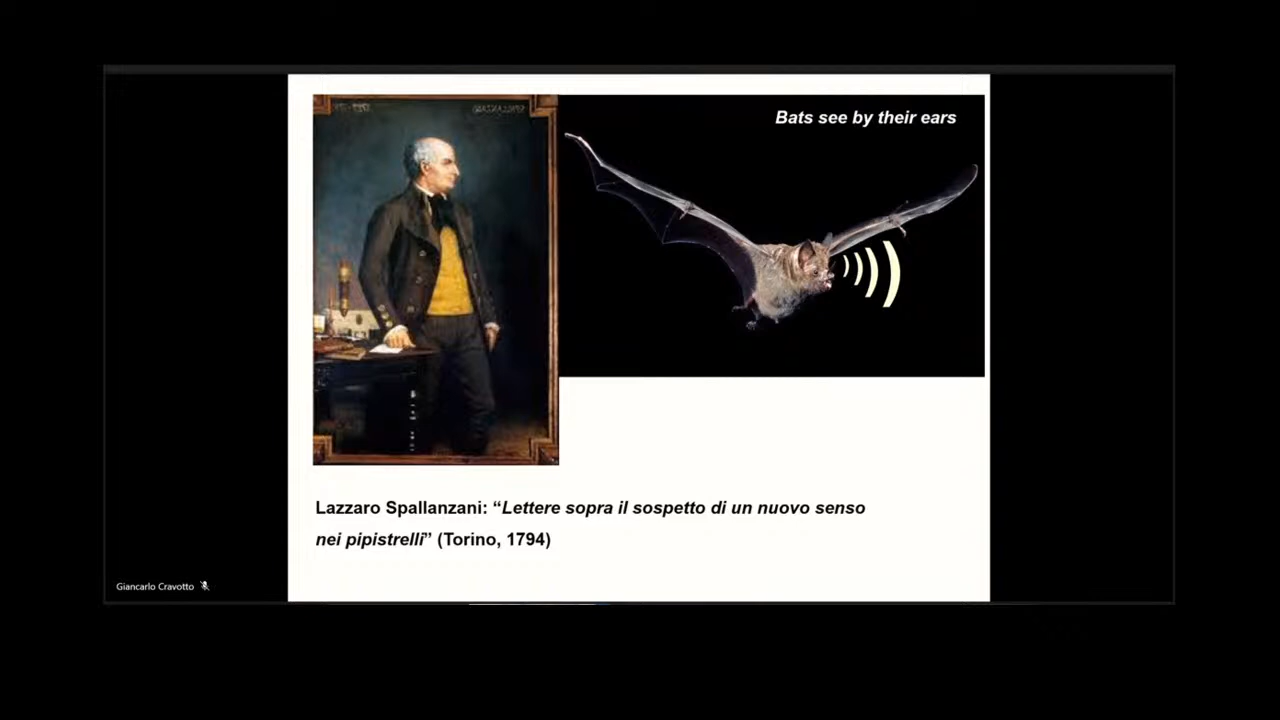 Bats see by their ears
Lazzaro Spallanzani: “Lettere sopra il sospetto di un nuovo senso
nei pipistrelli” (Torino, 1794)
Giancarlo Cravotto